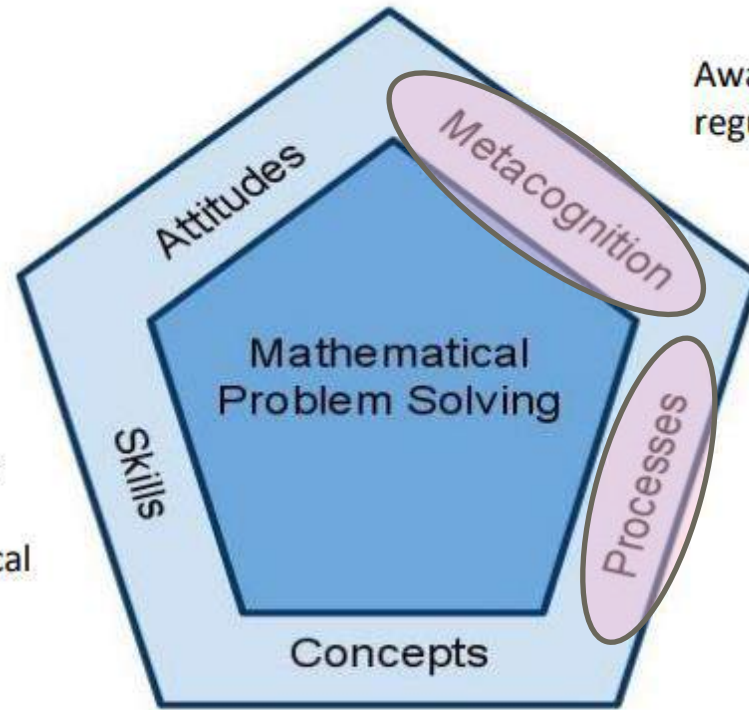 Attitudes
Metacognition
Mathematical
Problem Solving
Skills
Processes
Concepts